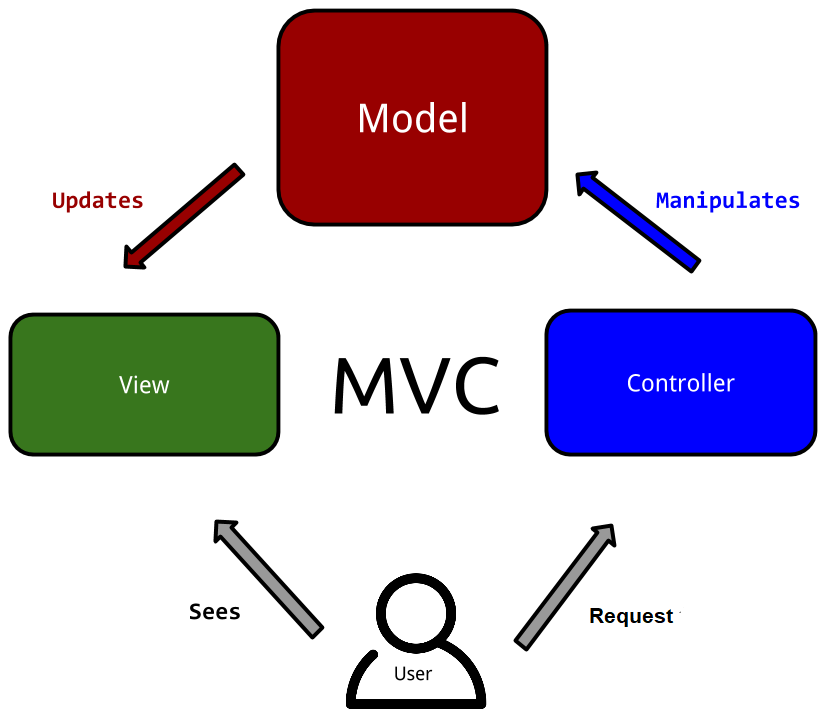 Model
Updates
Manipulates
View
MVC
Controller
Sees
Request
User